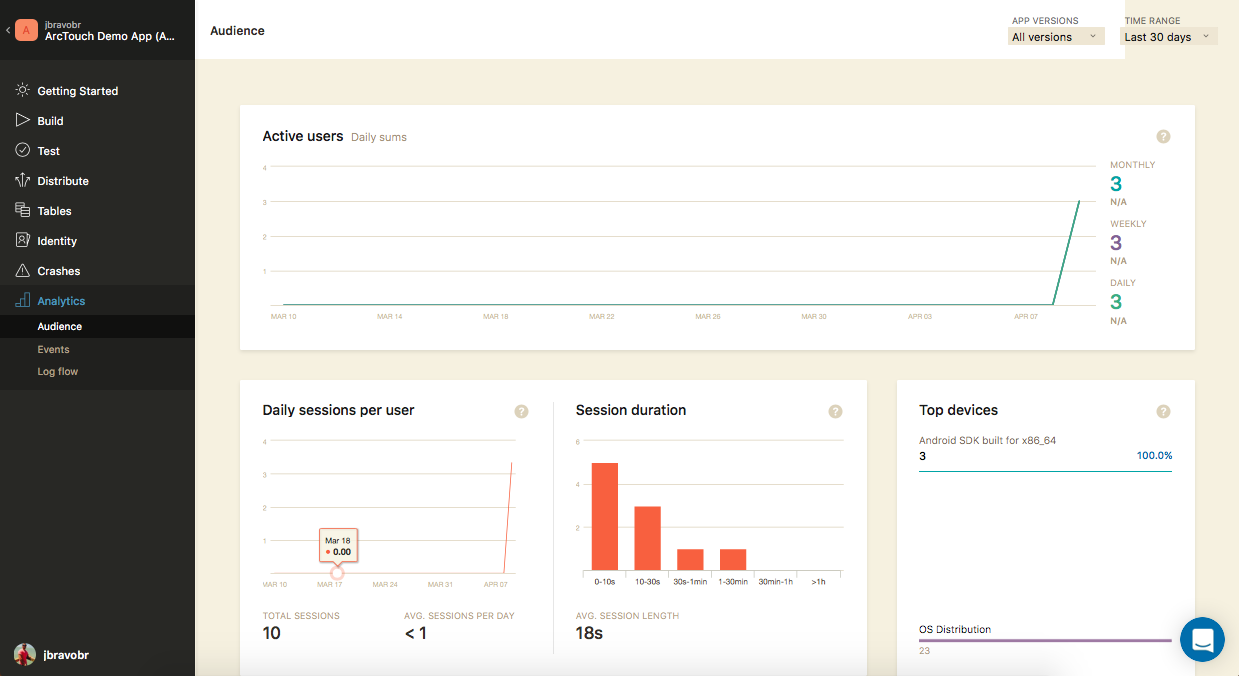 jbravobr
A
ArcTouch Demo App (A...
Getting Started
Build
Test
Distribute
Tables
Identity
Crashes
Analytics
Audience
Events
Log flow
jbravobr
Audience
APP VERSIONS
All versions
TIME RANGE
Last 30 days
Active users Daily sums
?
4
3
2
1
MAR 10 MAR 14 MAR 18 MAR 22 MAR 26 MAR 30 APR 03 APR 07
MONTHLY
3
N/A
WEEKLY
3
N/A
DAILY
3
N/A
Daily sessions per user
?
4
3
2
1
Mar 18
0.00
MAR 10 MAR 17 MAR 24 MAR 31 APR 07
TOTAL SESSIONS
10
AVG. SESSIONS PER DAY
< 1
Session duration
?
6
4
2
0-10s 10-30s 30s-1min 1-30min 30min-1h >1h
AVG. SESSION LENGTH
18s
Top devices
?
Android SDK built for x86_64
3 100.0%
OS Distribution
23